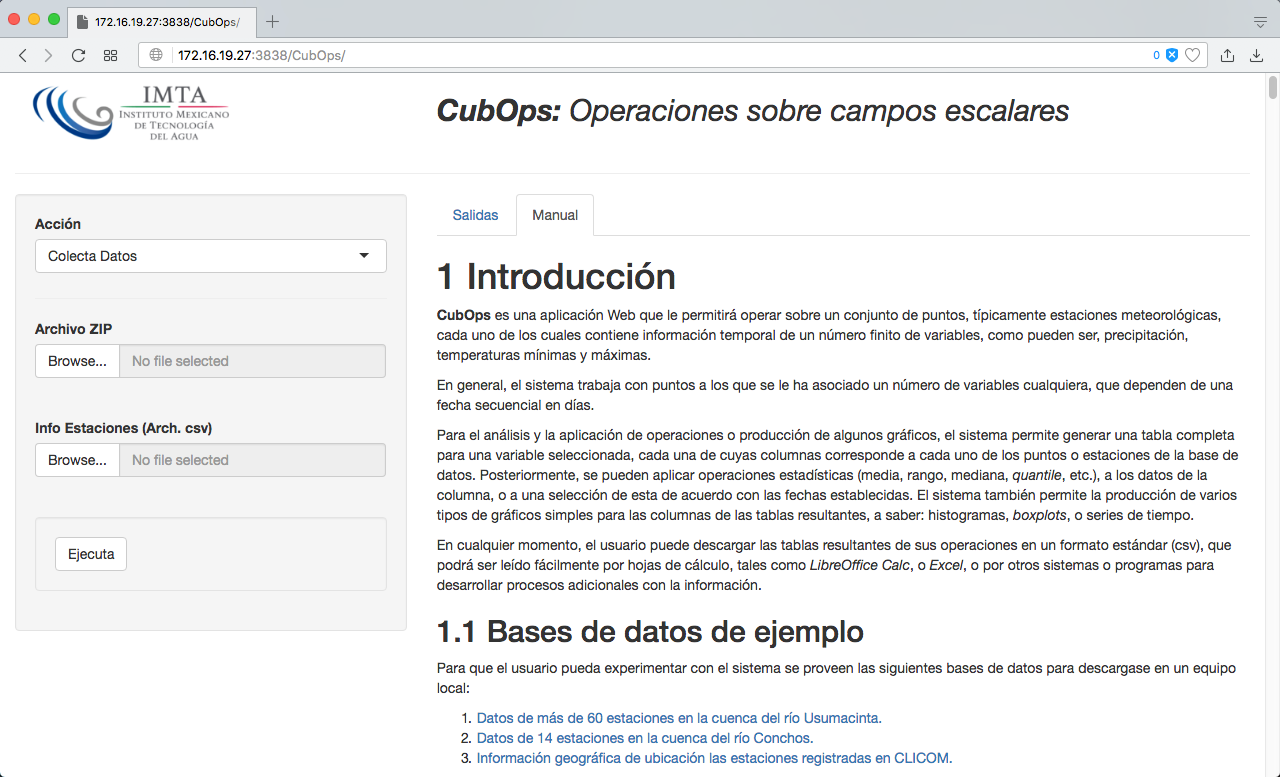 172.16.19.27:3838/CubOps/
172.16.19.27:3838/CubOps/
0
IMTA
INSTITUTO MEXICANO
DE TECNOLOGÍA
DEL AGUA
CubOps: Operaciones sobre campos escalares
Acción
Colecta Datos
Archivo ZIP
Browse... No file selected
Info Estaciones (Arch. csv)
Browse... No file selected
Ejecuta
Salidas Manual
1 Introducción
CubOps es una aplicación Web que le permitirá operar sobre un conjunto de puntos, típicamente estaciones meteorológicas,
cada uno de los cuales contiene información temporal de un número finito de variables, como pueden ser, precipitación,
temperaturas mínimas y máximas.
En general, el sistema trabaja con puntos a los que se le ha asociado un número de variables cualquiera, que dependen de una
fecha secuencial en días.
Para el análisis y la aplicación de operaciones o producción de algunos gráficos, el sistema permite generar una tabla completa
para una variable seleccionada, cada una de cuyas columnas corresponde a cada uno de los puntos o estaciones de la base de
datos. Posteriormente, se pueden aplicar operaciones estadísticas (media, rango, mediana, quantile, etc.), a los datos de la
columna, o a una selección de esta de acuerdo con las fechas establecidas. El sistema también permite la producción de varios
tipos de gráficos simples para las columnas de las tablas resultantes, a saber: histogramas, boxplots, o series de tiempo.
En cualquier momento, el usuario puede descargar las tablas resultantes de sus operaciones en un formato estándar (csv), que
podrá ser leído fácilmente por hojas de cálculo, tales como LibreOffice Calc, o Excel, o por otros sistemas o programas para
desarrollar procesos adicionales con la información.
1.1 Bases de datos de ejemplo
Para que el usuario pueda experimentar con el sistema se proveen las siguientes bases de datos para descargase en un equipo
local:
1. Datos de más de 60 estaciones en la cuenca del río Usumacinta.
2. Datos de 14 estaciones en la cuenca del río Conchos.
3. Información geográfica de ubicación las estaciones registradas en CLICOM.